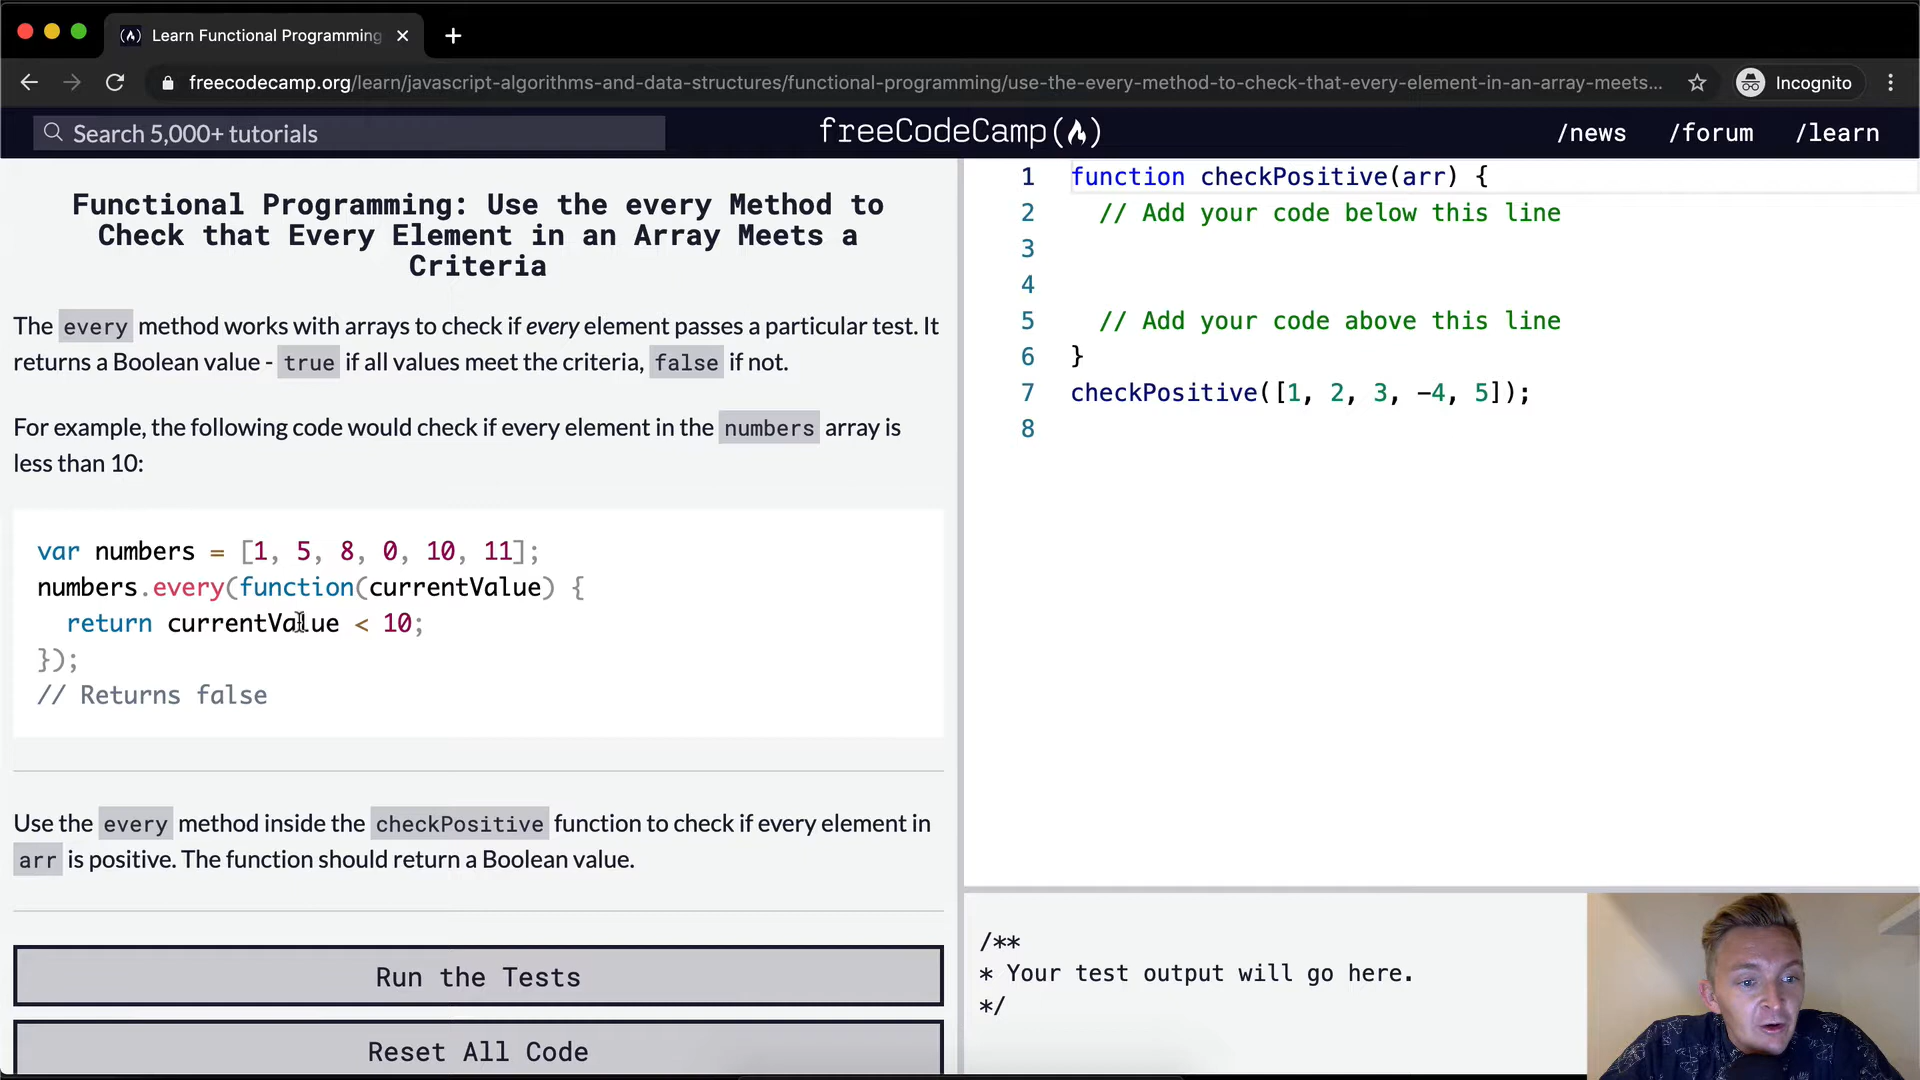 Learn Functional Programming
freecodecamp.org/learn/javascript-algorithms-and-data-structures/functional-programming/use-the-every-method-to-check-that-every-element-in-an-array-meets...
Incognito
Search 5,000+ tutorials
freeCodeCamp(🔥)
/news /forum /learn
Functional Programming: Use the every Method to
Check that Every Element in an Array Meets a
Criteria
The every method works with arrays to check if every element passes a particular test. It
returns a Boolean value - true if all values meet the criteria, false if not.
For example, the following code would check if every element in the numbers array is
less than 10:
var numbers = [1, 5, 8, 0, 10, 11];
numbers.every(function(currentValue) {
return currentValue < 10;
});
// Returns false
Use the every method inside the checkPositive function to check if every element in
arr is positive. The function should return a Boolean value.
Run the Tests
Reset All Code
1 function checkPositive(arr) {
2 // Add your code below this line
3
4
5 // Add your code above this line
6 }
7 checkPositive([1, 2, 3, -4, 5]);
8
/**
* Your test output will go here.
*/